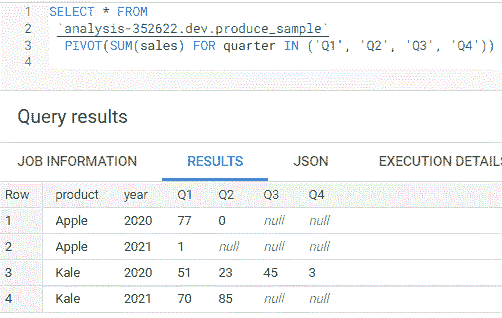 1 SELECT * FROM
2 `analysis-352622.dev.produce_sample`
3 PIVOT(SUM(sales) FOR quarter IN ('Q1', 'Q2', 'Q3', 'Q4'))
4
Query results
JOB INFORMATION RESULTS JSON EXECUTION DETAILS
Row product year Q1 Q2 Q3 Q4
1 Apple 2020 77 0 null null
2 Apple 2021 1 null null null
3 Kale 2020 51 23 45 3
4 Kale 2021 70 85 null null